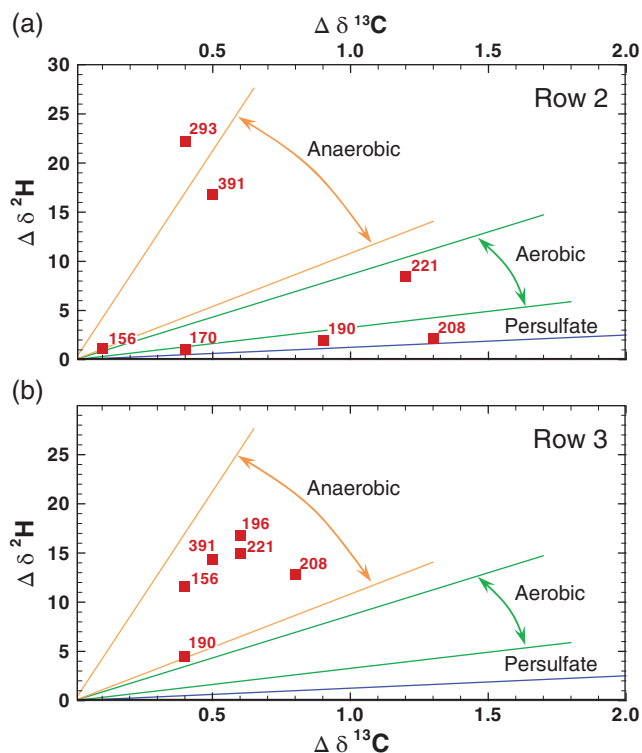 (a)
Δ δ ¹³C
0.5 1.0 1.5 2.0
30
Row 2
25
293
Anaerobic
20
391
Δ δ ²H
15
10
221
Aerobic
5
156
170
190
208
Persulfate
0
(b)
Row 3
25
Anaerobic
20
196
Δ δ ²H
15
391
221
208
156
10
Aerobic
5
190
Persulfate
0
0.5 1.0 1.5 2.0
Δ δ ¹³C